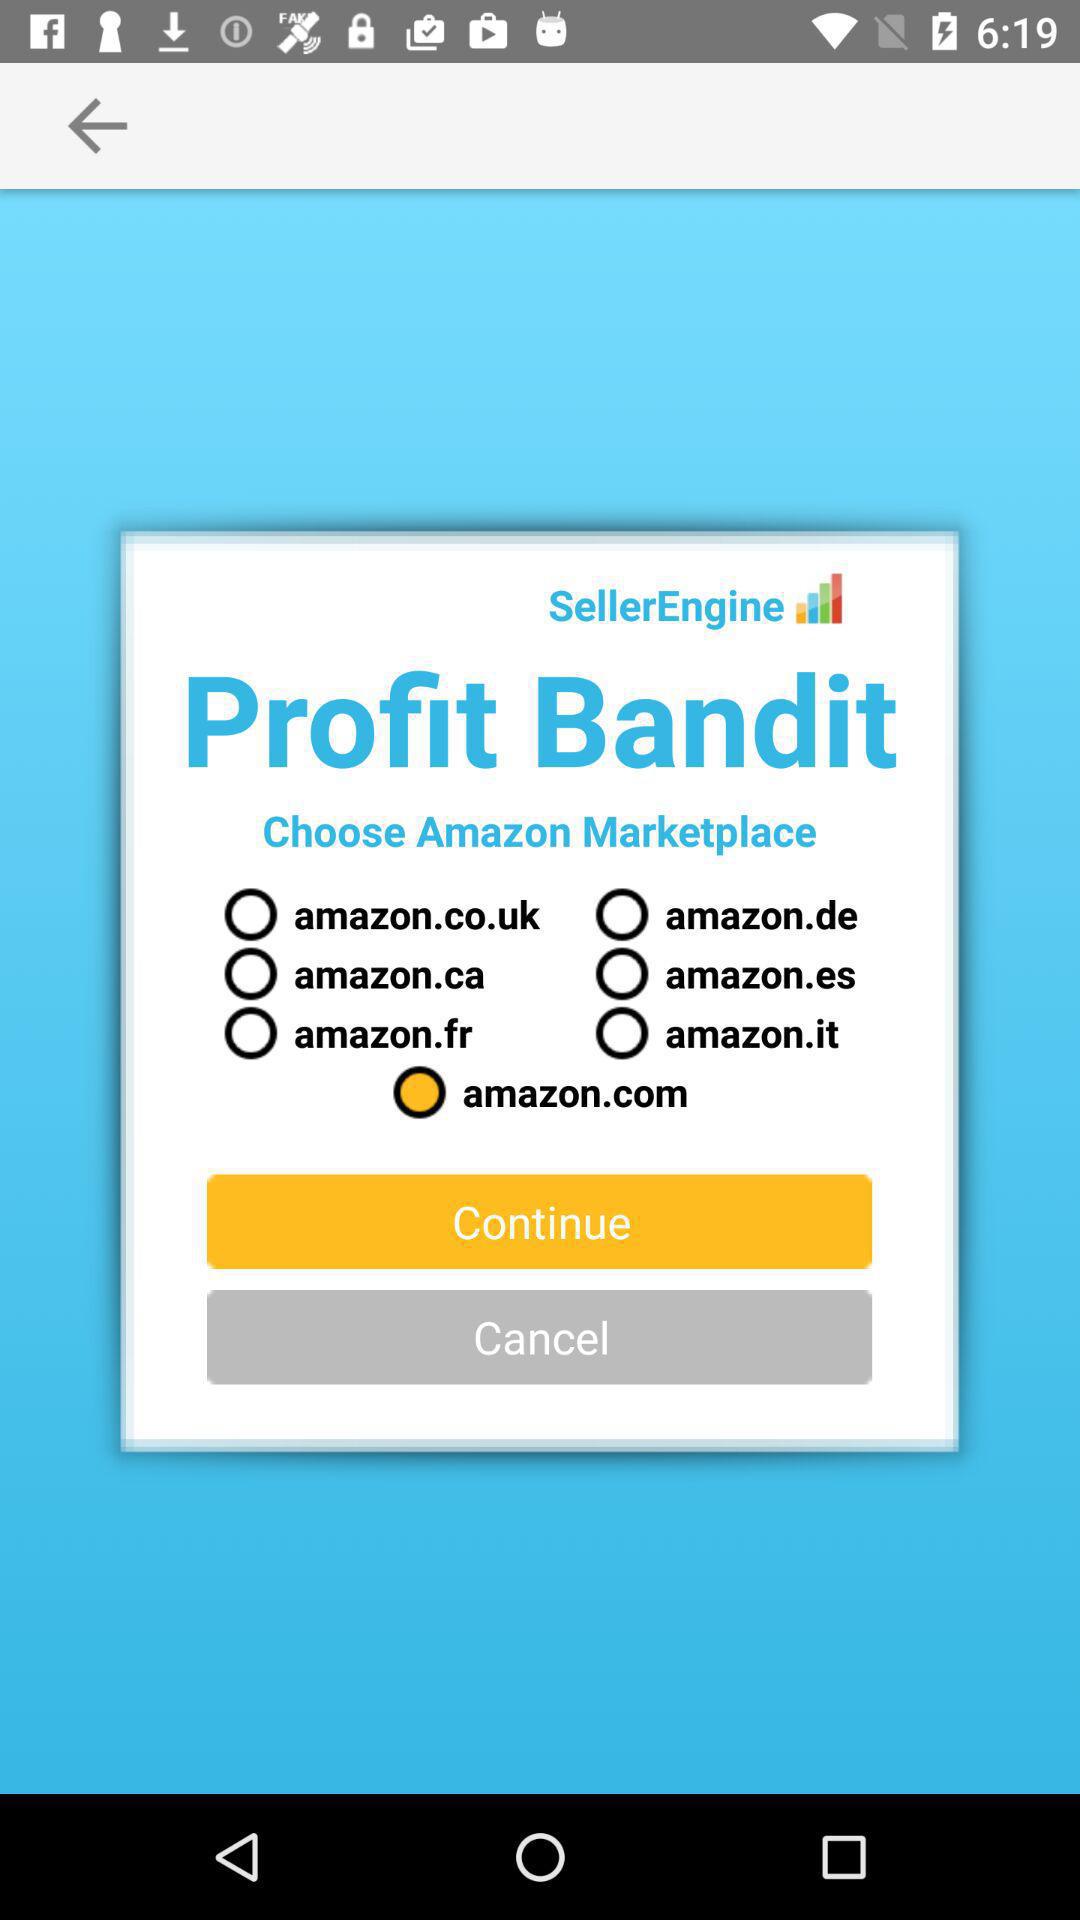 FAKE
6:19
SellerEngine
Profit Bandit
Choose Amazon Marketplace
amazon.co.uk amazon.de
amazon.ca amazon.es
amazon.fr amazon.it
amazon.com
Continue
Cancel